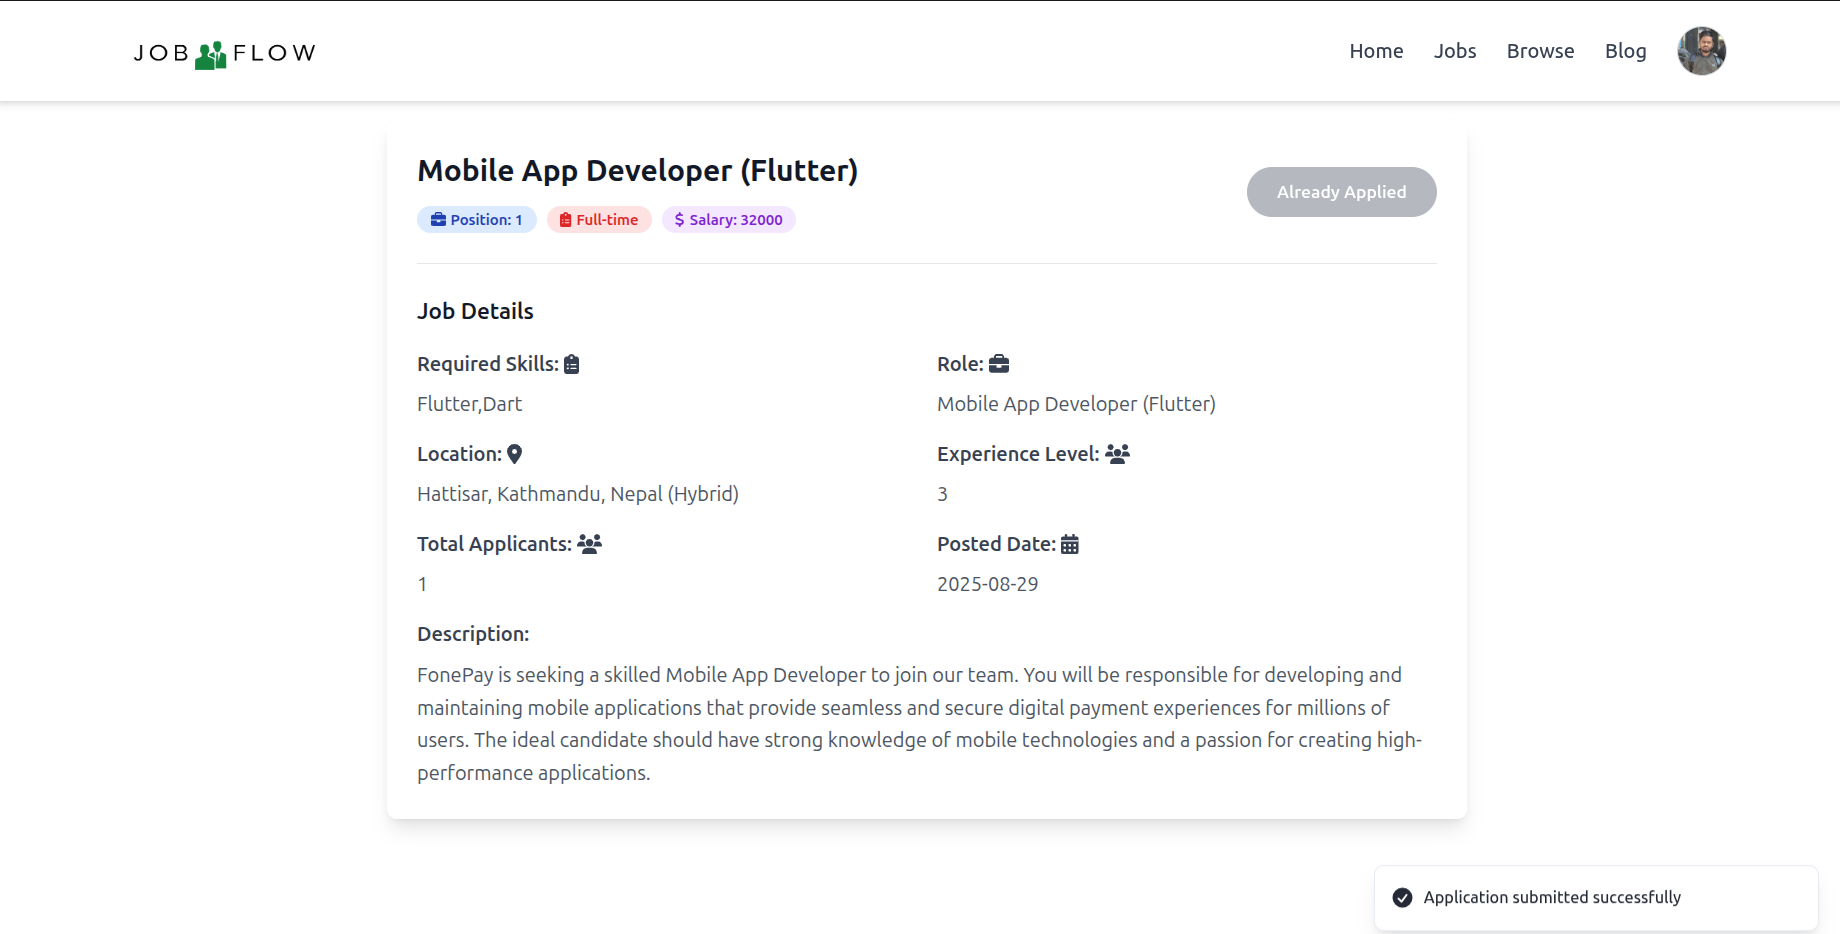 JOB FLOW
Home Jobs Browse Blog
Mobile App Developer (Flutter)
Already Applied
Position: 1 Full-time $ Salary: 32000
Job Details
Required Skills:
Flutter,Dart
Role:
Mobile App Developer (Flutter)
Location:
Hattisar, Kathmandu, Nepal (Hybrid)
Experience Level:
3
Total Applicants:
1
Posted Date:
2025-08-29
Description:
FonePay is seeking a skilled Mobile App Developer to join our team. You will be responsible for developing and
maintaining mobile applications that provide seamless and secure digital payment experiences for millions of
users. The ideal candidate should have strong knowledge of mobile technologies and a passion for creating high-
performance applications.
Application submitted successfully